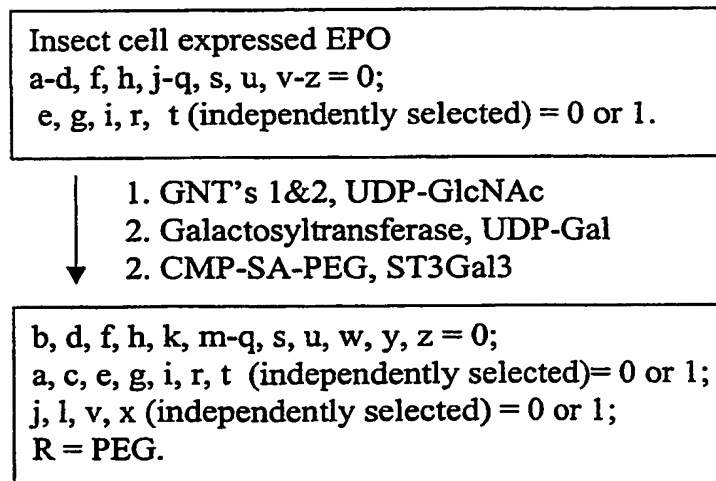 Insect cell expressed EPO
a-d, f, h, j-q, s, u, v-z = 0;
e, g, i, r, t (independently selected) = 0 or 1.
1. GNT's 1&2, UDP-GlcNAc
2. Galactosyltransferase, UDP-Gal
2. CMP-SA-PEG, ST3Gal3
b, d, f, h, k, m-q, s, u, w, y, z = 0;
a, c, e, g, i, r, t (independently selected)= 0 or 1;
j, l, v, x (independently selected) = 0 or 1;
R = PEG.